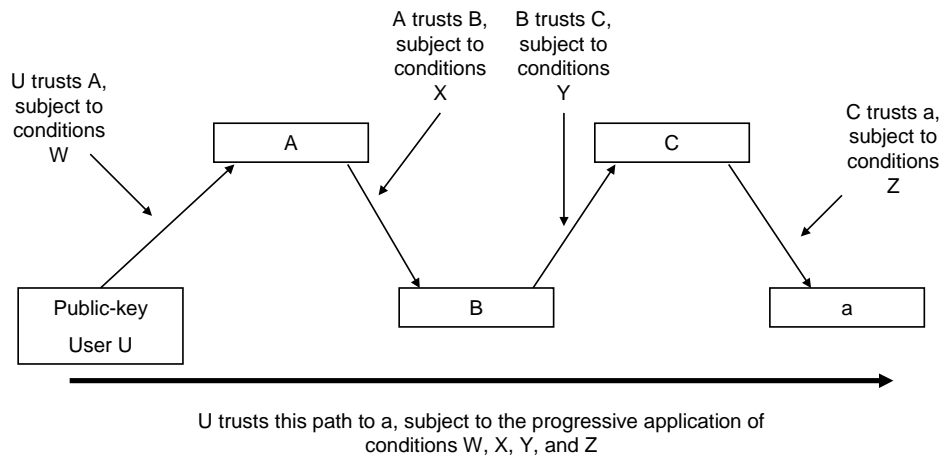 A trusts B,
subject to
conditions
X
B trusts C,
subject to
conditions
Y
U trusts A,
subject to
conditions
W
C trusts a,
subject to
conditions
Z
A
C
Public-key
User U
B
a
U trusts this path to a, subject to the progressive application of
conditions W, X, Y, and Z